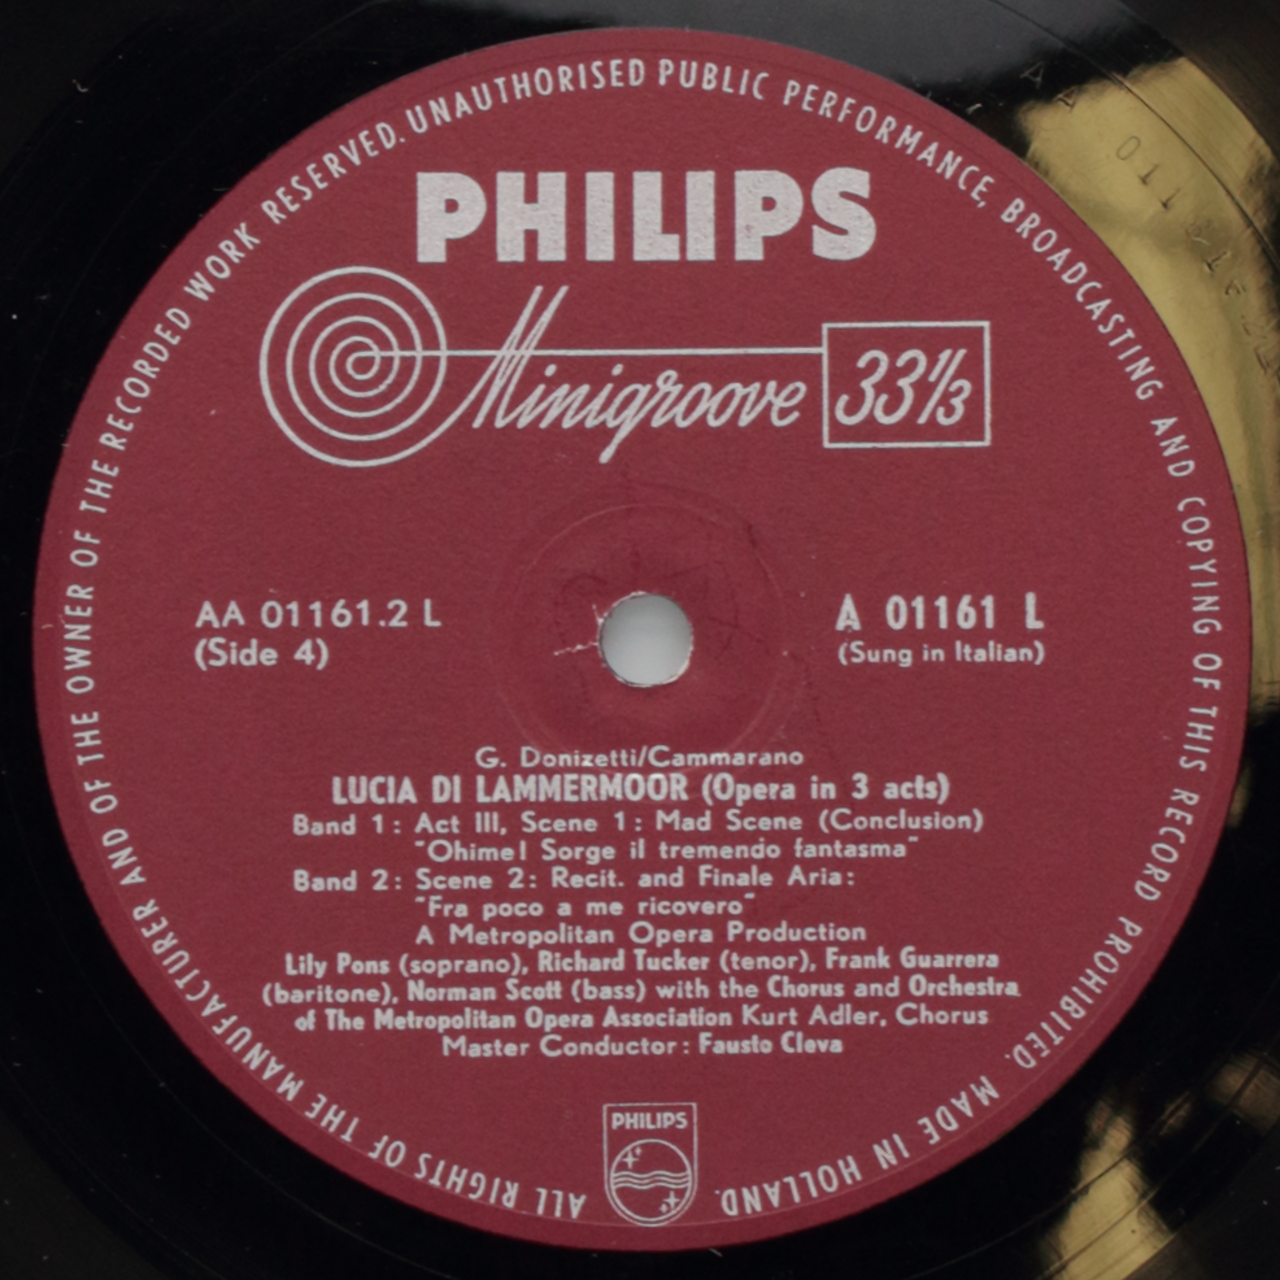 ALL RIGHTS OF THE MANUFACTURER AND OF THE OWNER OF THE RECORDED WORK RESERVED. UNAUTHORISED PUBLIC PERFORMANCE, BROADCASTING AND COPYING OF THIS RECORD PROHIBITED. MADE IN HOLLAND.
PHILIPS
Minigroove 33 1/3
AA 01161.2 L
(Side 4)
A 01161 L
(Sung in Italian)
G. Donizetti/Cammarano
LUCIA DI LAMMERMOOR (Opera in 3 acts)
Band 1: Act III, Scene 1: Mad Scene (Conclusion)
"Ohime! Sorge il tremendo fantasma"
Band 2: Scene 2: Recit. and Finale Aria:
"Fra poco a me ricovero"
A Metropolitan Opera Production
Lily Pons (soprano), Richard Tucker (tenor), Frank Guarrera
(baritone), Norman Scott (bass) with the Chorus and Orchestra
of The Metropolitan Opera Association Kurt Adler, Chorus
Master Conductor: Fausto Cleva
PHILIPS